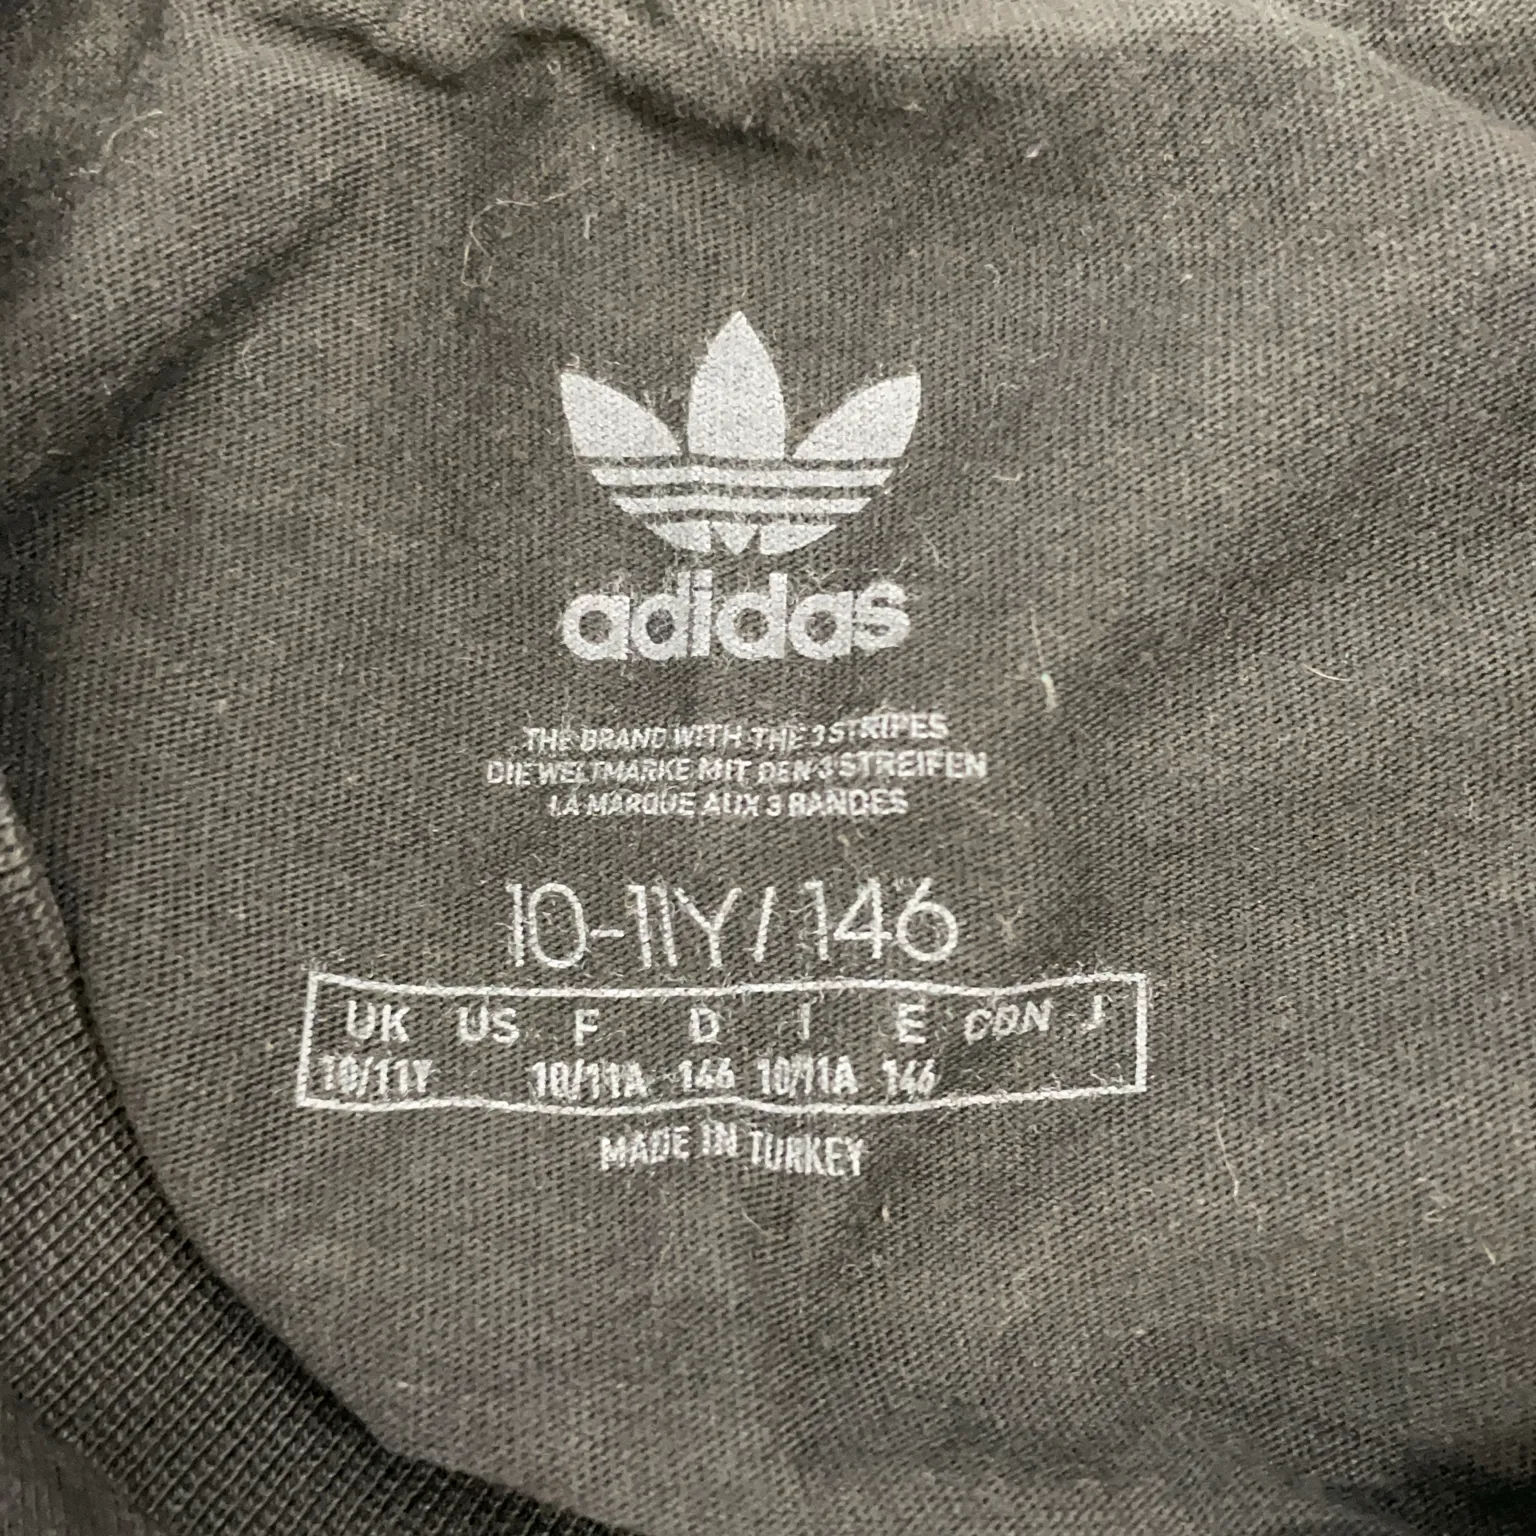 adidas
THE BRAND WITH THE 3 STRIPES
DIE WELTMARKE MIT DEN 3 STREIFEN
LA MARQUE AUX 3 BANDES
10-11Y / 146
UK US F D I E CDN J
10/11Y 10/11A 146 10/11A 146
MADE IN TURKEY